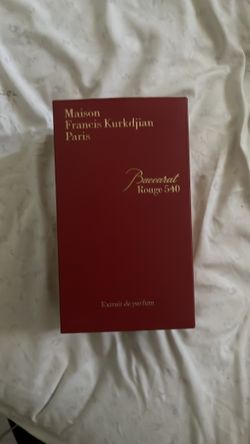 Maison
Francis Kurkdjian
Paris
Baccarat
Rouge 540
Extrait de parfum